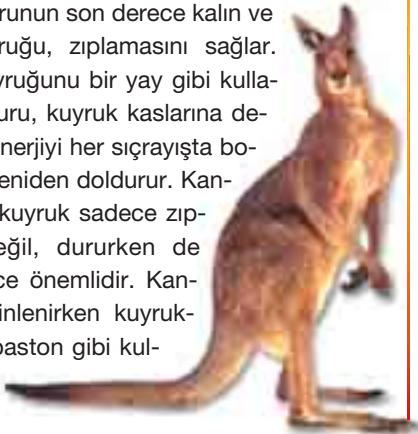 runun son derece kalın ve
ruğu, zıplamasını sağlar.
yruğunu bir yay gibi kulla-
uru, kuyruk kaslarına de-
enerjiyi her sıçrayışta bo-
eniden doldurur. Kan-
kuyruk sadece zıp-
eğil, dururken de
ce önemlidir. Kan-
inlenirken kuyruk-
baston gibi kul-